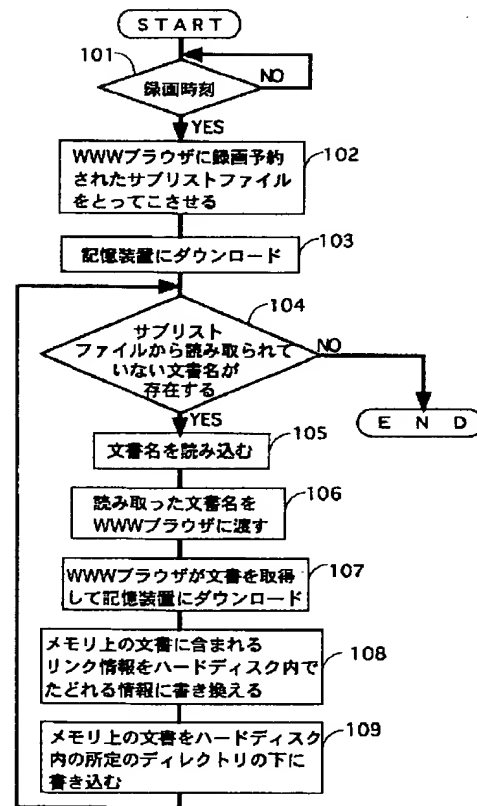 START
101
録画時刻
NO
YES
WWWブラウザに録画予約
されたサブリストファイル
をとってこさせる
102
記憶装置にダウンロード
103
104
サブリスト
ファイルから読み取られて
いない文書名が
存在する
NO
YES
END
文書名を読み込む
105
読み取った文書名を
WWWブラウザに渡す
106
WWWブラウザが文書を取得
して記憶装置にダウンロード
107
メモリ上の文書に含まれる
リンク情報をハードディスク内で
たどれる情報に書き換える
108
メモリ上の文書をハードディスク
内の所定のディレクトリの下に
書き込む
109